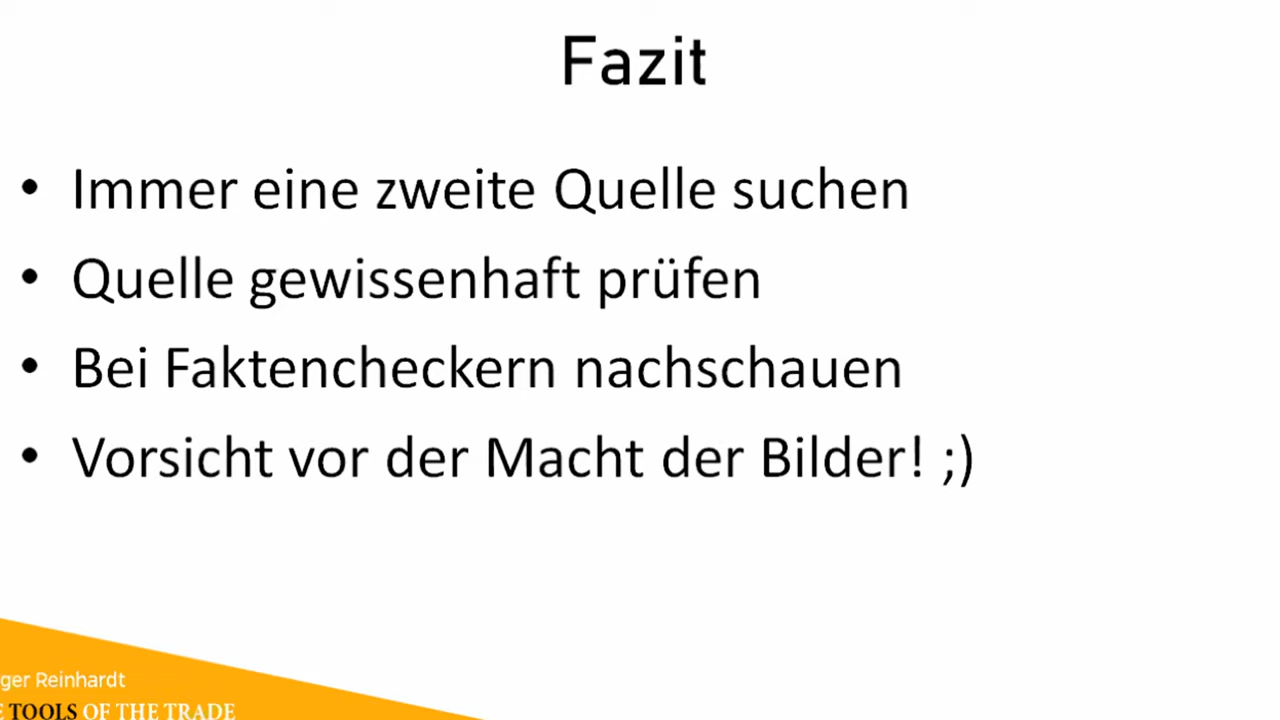 Fazit
• Immer eine zweite Quelle suchen
• Quelle gewissenhaft prüfen
• Bei Faktencheckern nachschauen
• Vorsicht vor der Macht der Bilder! ;)
Reinhardt
TOOLS OF THE TRADE